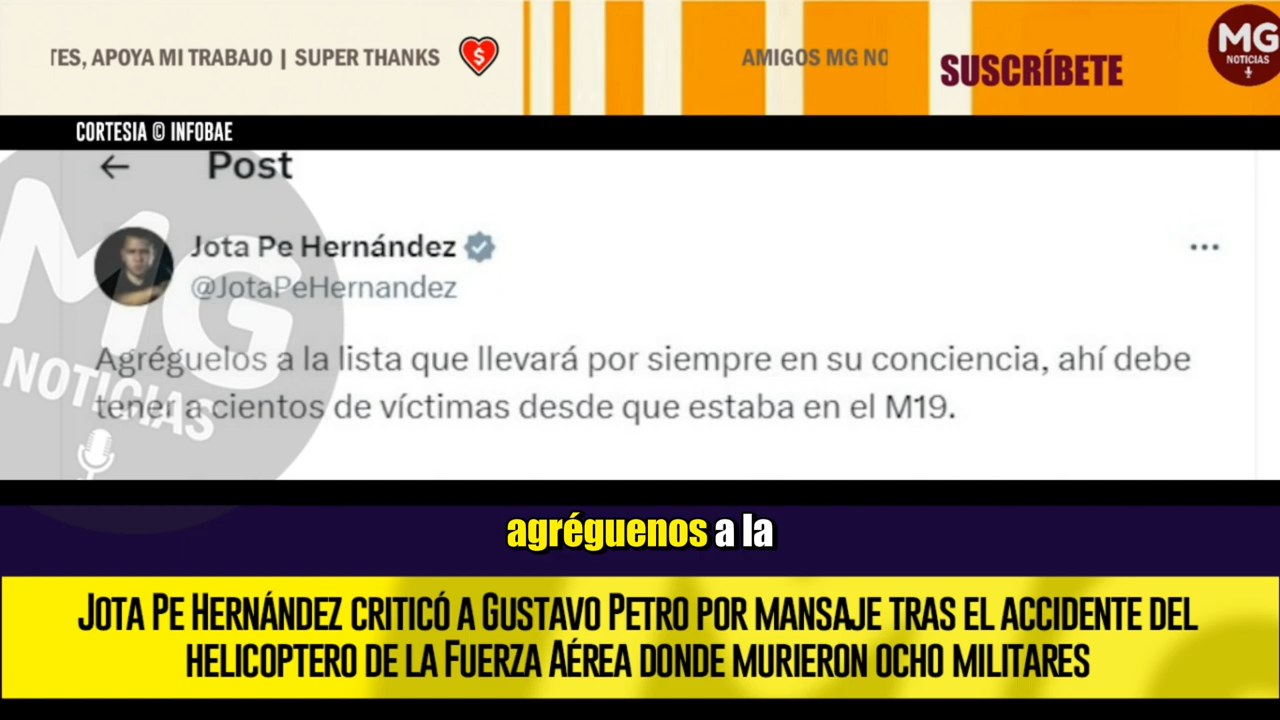 TES, APOYA MI TRABAJO | SUPER THANKS
AMIGOS MG NO
SUSCRÍBETE
MG
NOTICIAS
CORTESIA © INFOBAE
Post
Jota Pe Hernández
@JotaPeHernandez
Agréguelos a la lista que llevará por siempre en su conciencia, ahí debe
tener a cientos de víctimas desde que estaba en el M19.
MG
NOTICIAS
agréguenos a la
JOTA PE HERNÁNDEZ CRITICÓ A GUSTAVO PETRO POR MANSAJE TRAS EL ACCIDENTE DEL
HELICOPTERO DE LA FUERZA AÉREA DONDE MURIERON OCHO MILITARES